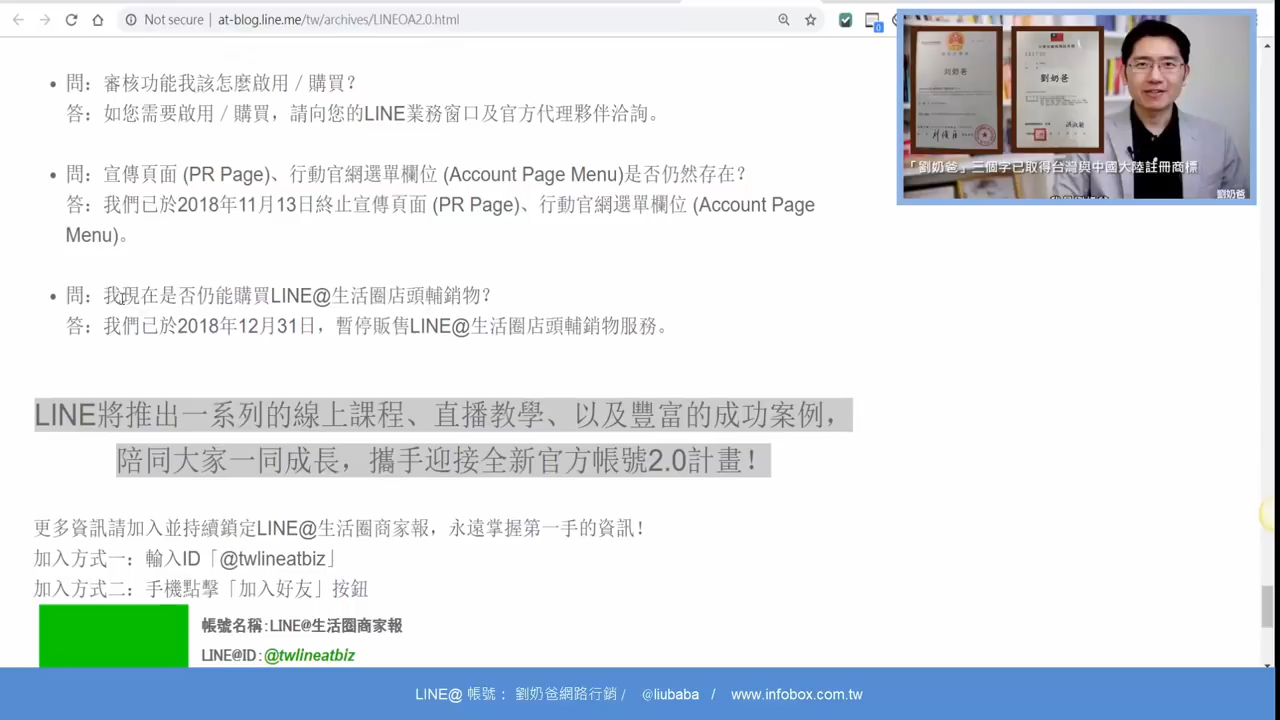 Not secure
at-blog.line.me/tw/archives/LINEOA2.0.html
• 問：審核功能我該怎麼啟用／購買？
答：如您需要啟用／購買，請向您的LINE業務窗口及官方代理夥伴洽詢。
• 問：宣傳頁面 (PR Page)、行動官網選單欄位 (Account Page Menu)是否仍然存在？
答：我們已於2018年11月13日終止宣傳頁面 (PR Page)、行動官網選單欄位 (Account Page
Menu)。
• 問：我現在是否仍能購買LINE@生活圈店頭輔銷物？
答：我們已於2018年12月31日，暫停販售LINE@生活圈店頭輔銷物服務。
LINE將推出一系列的線上課程、直播教學、以及豐富的成功案例，
陪同大家一同成長，攜手迎接全新官方帳號2.0計畫！
更多資訊請加入並持續鎖定LINE@生活圈商家報，永遠掌握第一手的資訊！
加入方式一：輸入ID「@twlineatbiz」
加入方式二：手機點擊「加入好友」按鈕
帳號名稱：LINE@生活圈商家報
LINE@ID：@twlineatbiz
刘奶爸
劉奶爸
「劉奶爸」三個字已取得台灣與中國大陸註冊商標
劉奶爸
LINE@ 帳號： 劉奶爸網路行銷 / @liubaba / www.infobox.com.tw